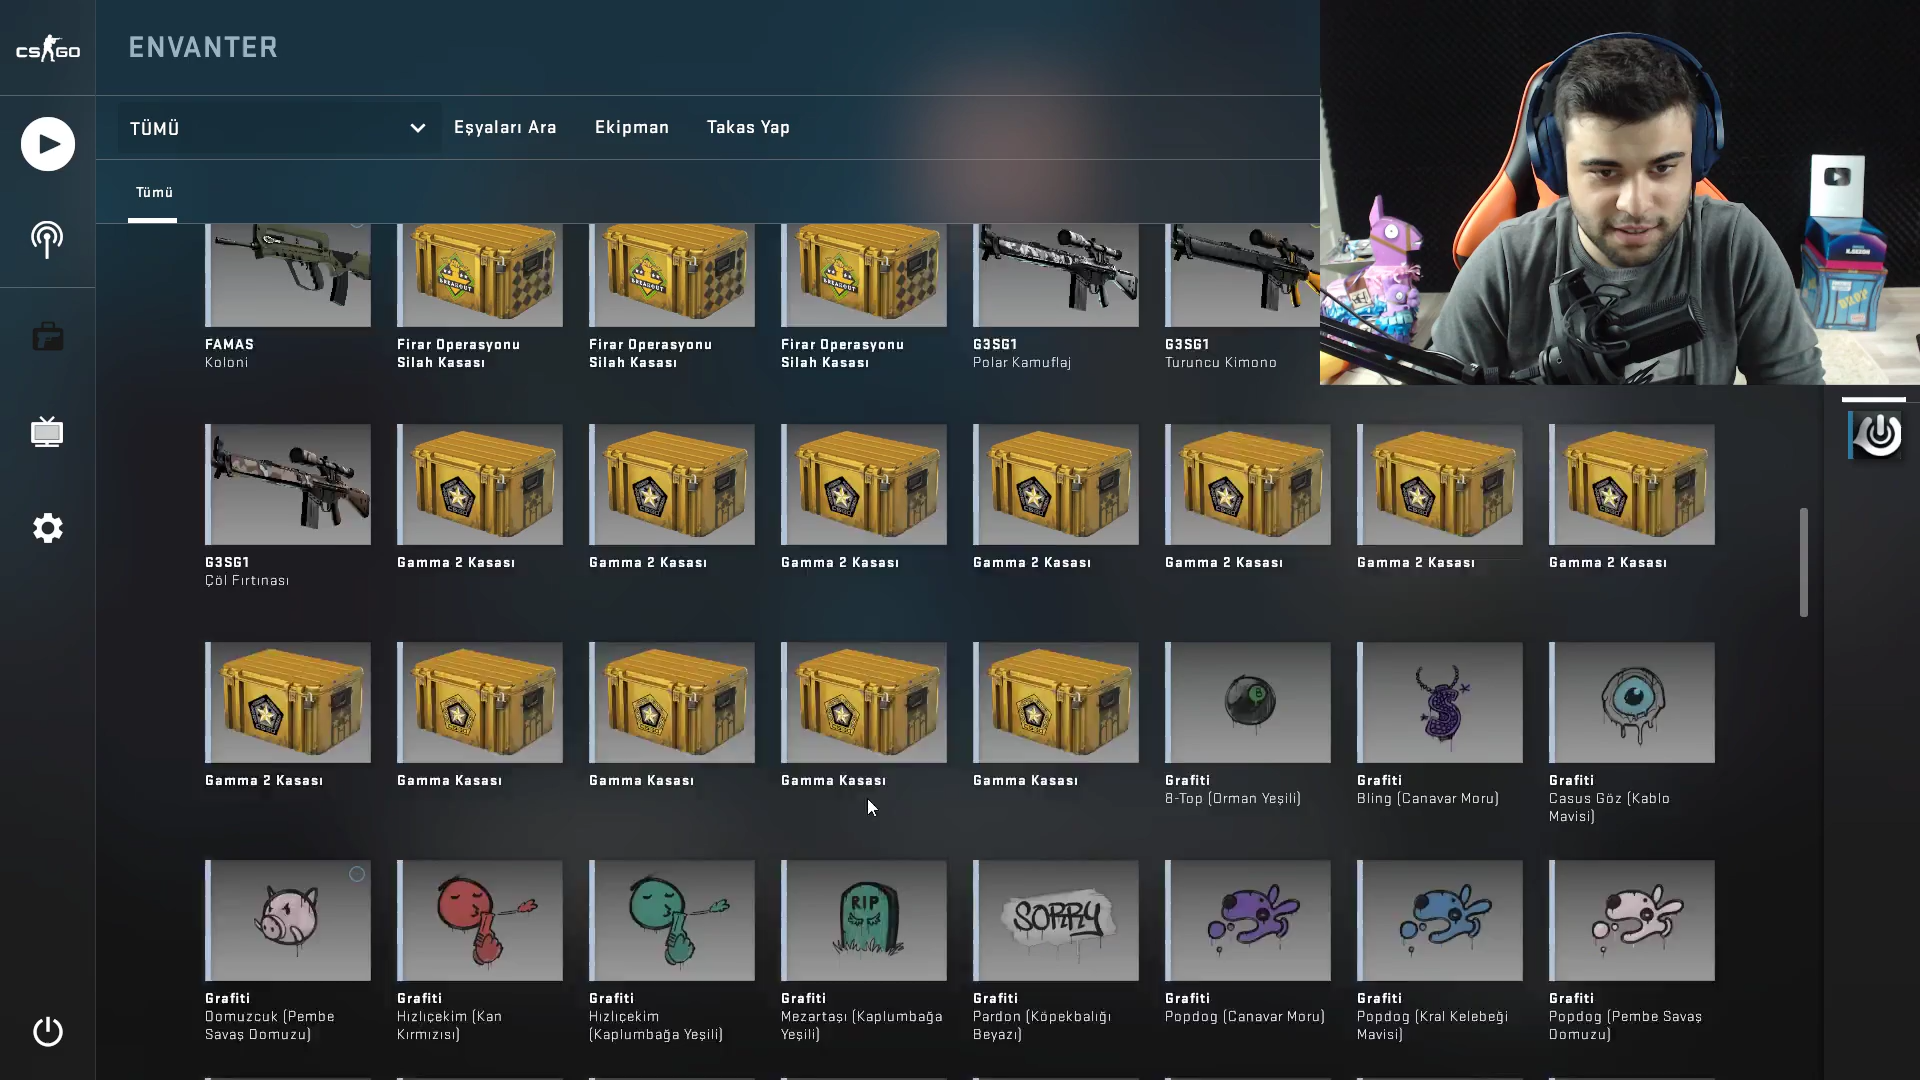 CS GO
ENVANTER
TÜMÜ
Eşyaları Ara
Ekipman
Takas Yap
Tümü
BREAKOUT
BREAKOUT
BREAKOUT
FAMAS
Koloni
Firar Operasyonu
Silah Kasası
Firar Operasyonu
Silah Kasası
Firar Operasyonu
Silah Kasası
G3SG1
Polar Kamuflaj
G3SG1
Turuncu Kimono
G3SG1
Çöl Fırtınası
Gamma 2 Kasası
Gamma 2 Kasası
Gamma 2 Kasası
Gamma 2 Kasası
Gamma 2 Kasası
Gamma 2 Kasası
Gamma 2 Kasası
Gamma 2 Kasası
Gamma Kasası
Gamma Kasası
Gamma Kasası
Gamma Kasası
Grafiti
8-Top (Orman Yeşili)
Grafiti
Bling (Canavar Moru)
Grafiti
Casus Göz (Kablo
Mavisi)
RIP
SORRY
Grafiti
Domuzcuk (Pembe
Savaş Domuzu)
Grafiti
Hızlıçekim (Kan
Kırmızısı)
Grafiti
Hızlıçekim
(Kaplumbağa Yeşili)
Grafiti
Mezartaşı (Kaplumbağa
Yeşili)
Grafiti
Pardon (Köpekbalığı
Beyazı)
Grafiti
Popdog (Canavar Moru)
Grafiti
Popdog (Kral Kelebeği
Mavisi)
Grafiti
Popdog (Pembe Savaş
Domuzu)